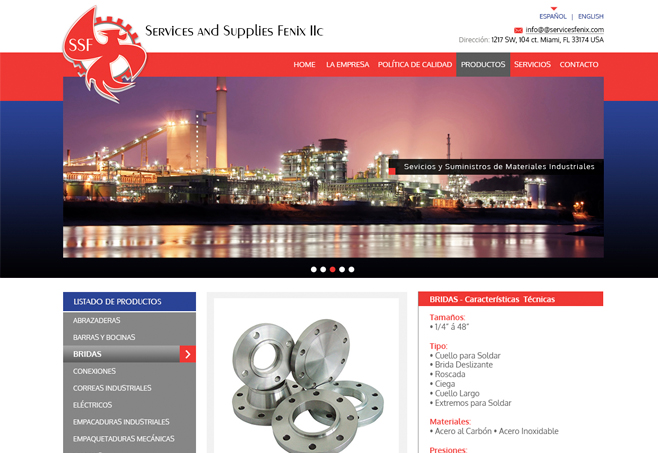 ESPAÑOL | ENGLISH
SSF
Services and Supplies Fenix llc
info@@servicesfenix.com
Dirección: 1217 SW, 104 ct. Miami, FL 33174 USA
HOME LA EMPRESA POLÍTICA DE CALIDAD PRODUCTOS SERVICIOS CONTACTO
Sevicios y Suministros de Materiales Industriales
LISTADO DE PRODUCTOS
ABRAZADERAS
BARRAS Y BOCINAS
BRIDAS
CONEXIONES
CORREAS INDUSTRIALES
ELÉCTRICOS
EMPACADURAS INDUSTRIALES
EMPAQUETADURAS MECÁNICAS
BRIDAS - Características Técnicas
Tamaños:
• 1/4" á 48"
Tipo:
• Cuello para Soldar
• Brida Deslizante
• Roscada
• Ciega
• Cuello Largo
• Extremos para Soldar
Materiales:
• Acero al Carbón • Acero Inoxidable
Presiones: